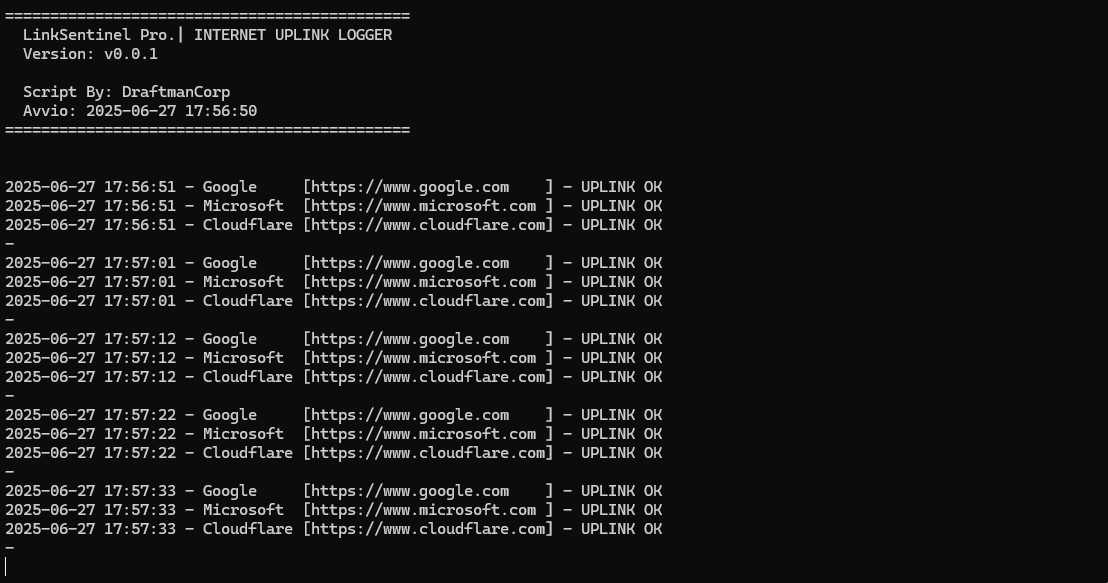 =============================================
  LinkSentinel Pro.| INTERNET UPLINK LOGGER
  Version: v0.0.1

  Script By: DraftmanCorp
  Avvio: 2025-06-27 17:56:50
=============================================

2025-06-27 17:56:51 - Google     [https://www.google.com    ] - UPLINK OK
2025-06-27 17:56:51 - Microsoft  [https://www.microsoft.com ] - UPLINK OK
2025-06-27 17:56:51 - Cloudflare [https://www.cloudflare.com] - UPLINK OK
-
2025-06-27 17:57:01 - Google     [https://www.google.com    ] - UPLINK OK
2025-06-27 17:57:01 - Microsoft  [https://www.microsoft.com ] - UPLINK OK
2025-06-27 17:57:01 - Cloudflare [https://www.cloudflare.com] - UPLINK OK
-
2025-06-27 17:57:12 - Google     [https://www.google.com    ] - UPLINK OK
2025-06-27 17:57:12 - Microsoft  [https://www.microsoft.com ] - UPLINK OK
2025-06-27 17:57:12 - Cloudflare [https://www.cloudflare.com] - UPLINK OK
-
2025-06-27 17:57:22 - Google     [https://www.google.com    ] - UPLINK OK
2025-06-27 17:57:22 - Microsoft  [https://www.microsoft.com ] - UPLINK OK
2025-06-27 17:57:22 - Cloudflare [https://www.cloudflare.com] - UPLINK OK
-
2025-06-27 17:57:33 - Google     [https://www.google.com    ] - UPLINK OK
2025-06-27 17:57:33 - Microsoft  [https://www.microsoft.com ] - UPLINK OK
2025-06-27 17:57:33 - Cloudflare [https://www.cloudflare.com] - UPLINK OK
-